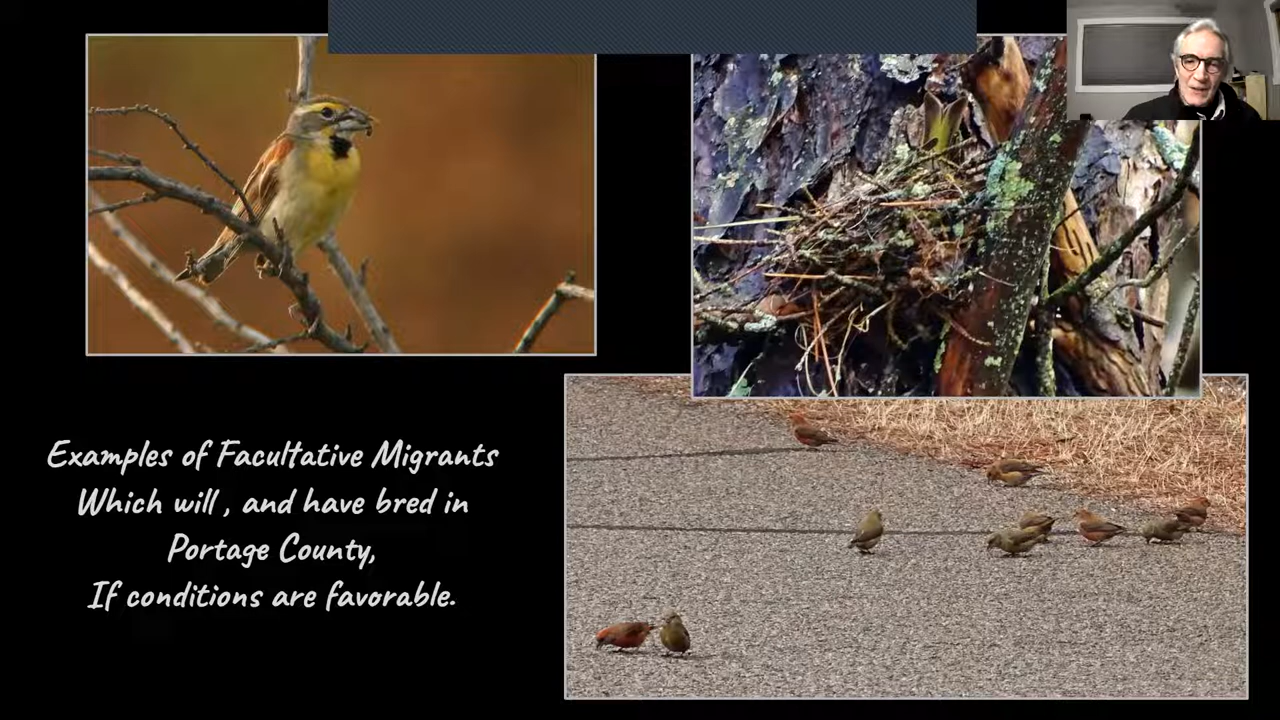 Examples of Facultative Migrants
Which will , and have bred in
Portage County,
If conditions are favorable.